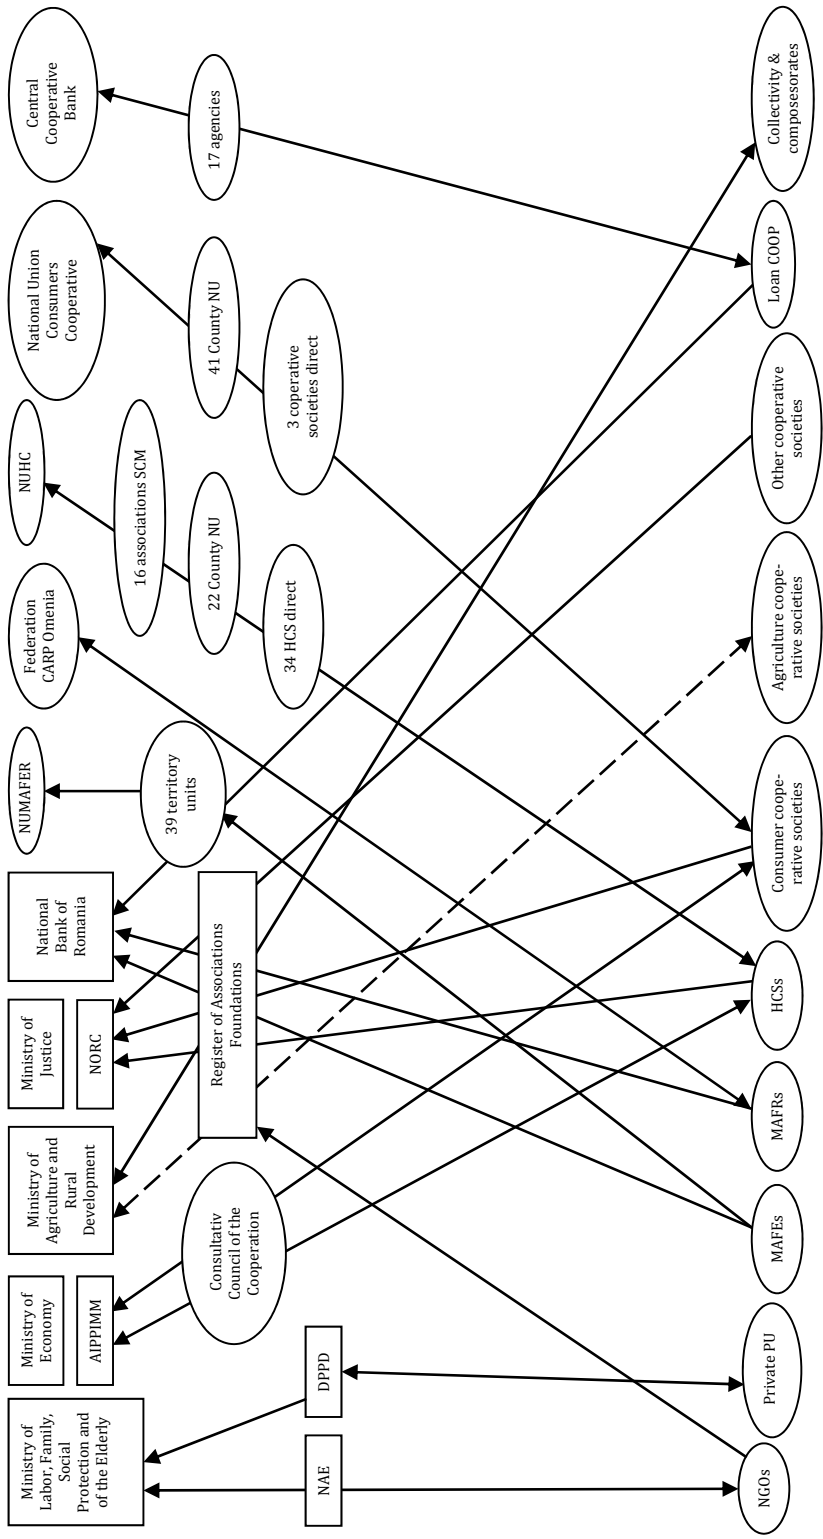 Ministry of
Labor, Family,
Social
Protection and
of the Elderly
Ministry of
Economy
AIPPIMM
Ministry of
Agriculture and
Rural
Development
Ministry of
Justice
NORC
National
Bank of
Romania
NUMAFER
Federation
CARP Omenia
NUHC
National Union
Consumers
Cooperative
Central
Cooperative
Bank
16 associations SCM
39 territory
units
22 County NU
41 County NU
17 agencies
Consultativ
Council of the
Cooperation
Register of Associations
Foundations
34 HCS direct
3 coperative
societies direct
NAE
DPPD
NGOs
Private PU
MAFEs
MAFRs
HCSs
Consumer coope-
rative societies
Agriculture coope-
rative societies
Other cooperative
societies
Loan COOP
Collectivity &
composesorates